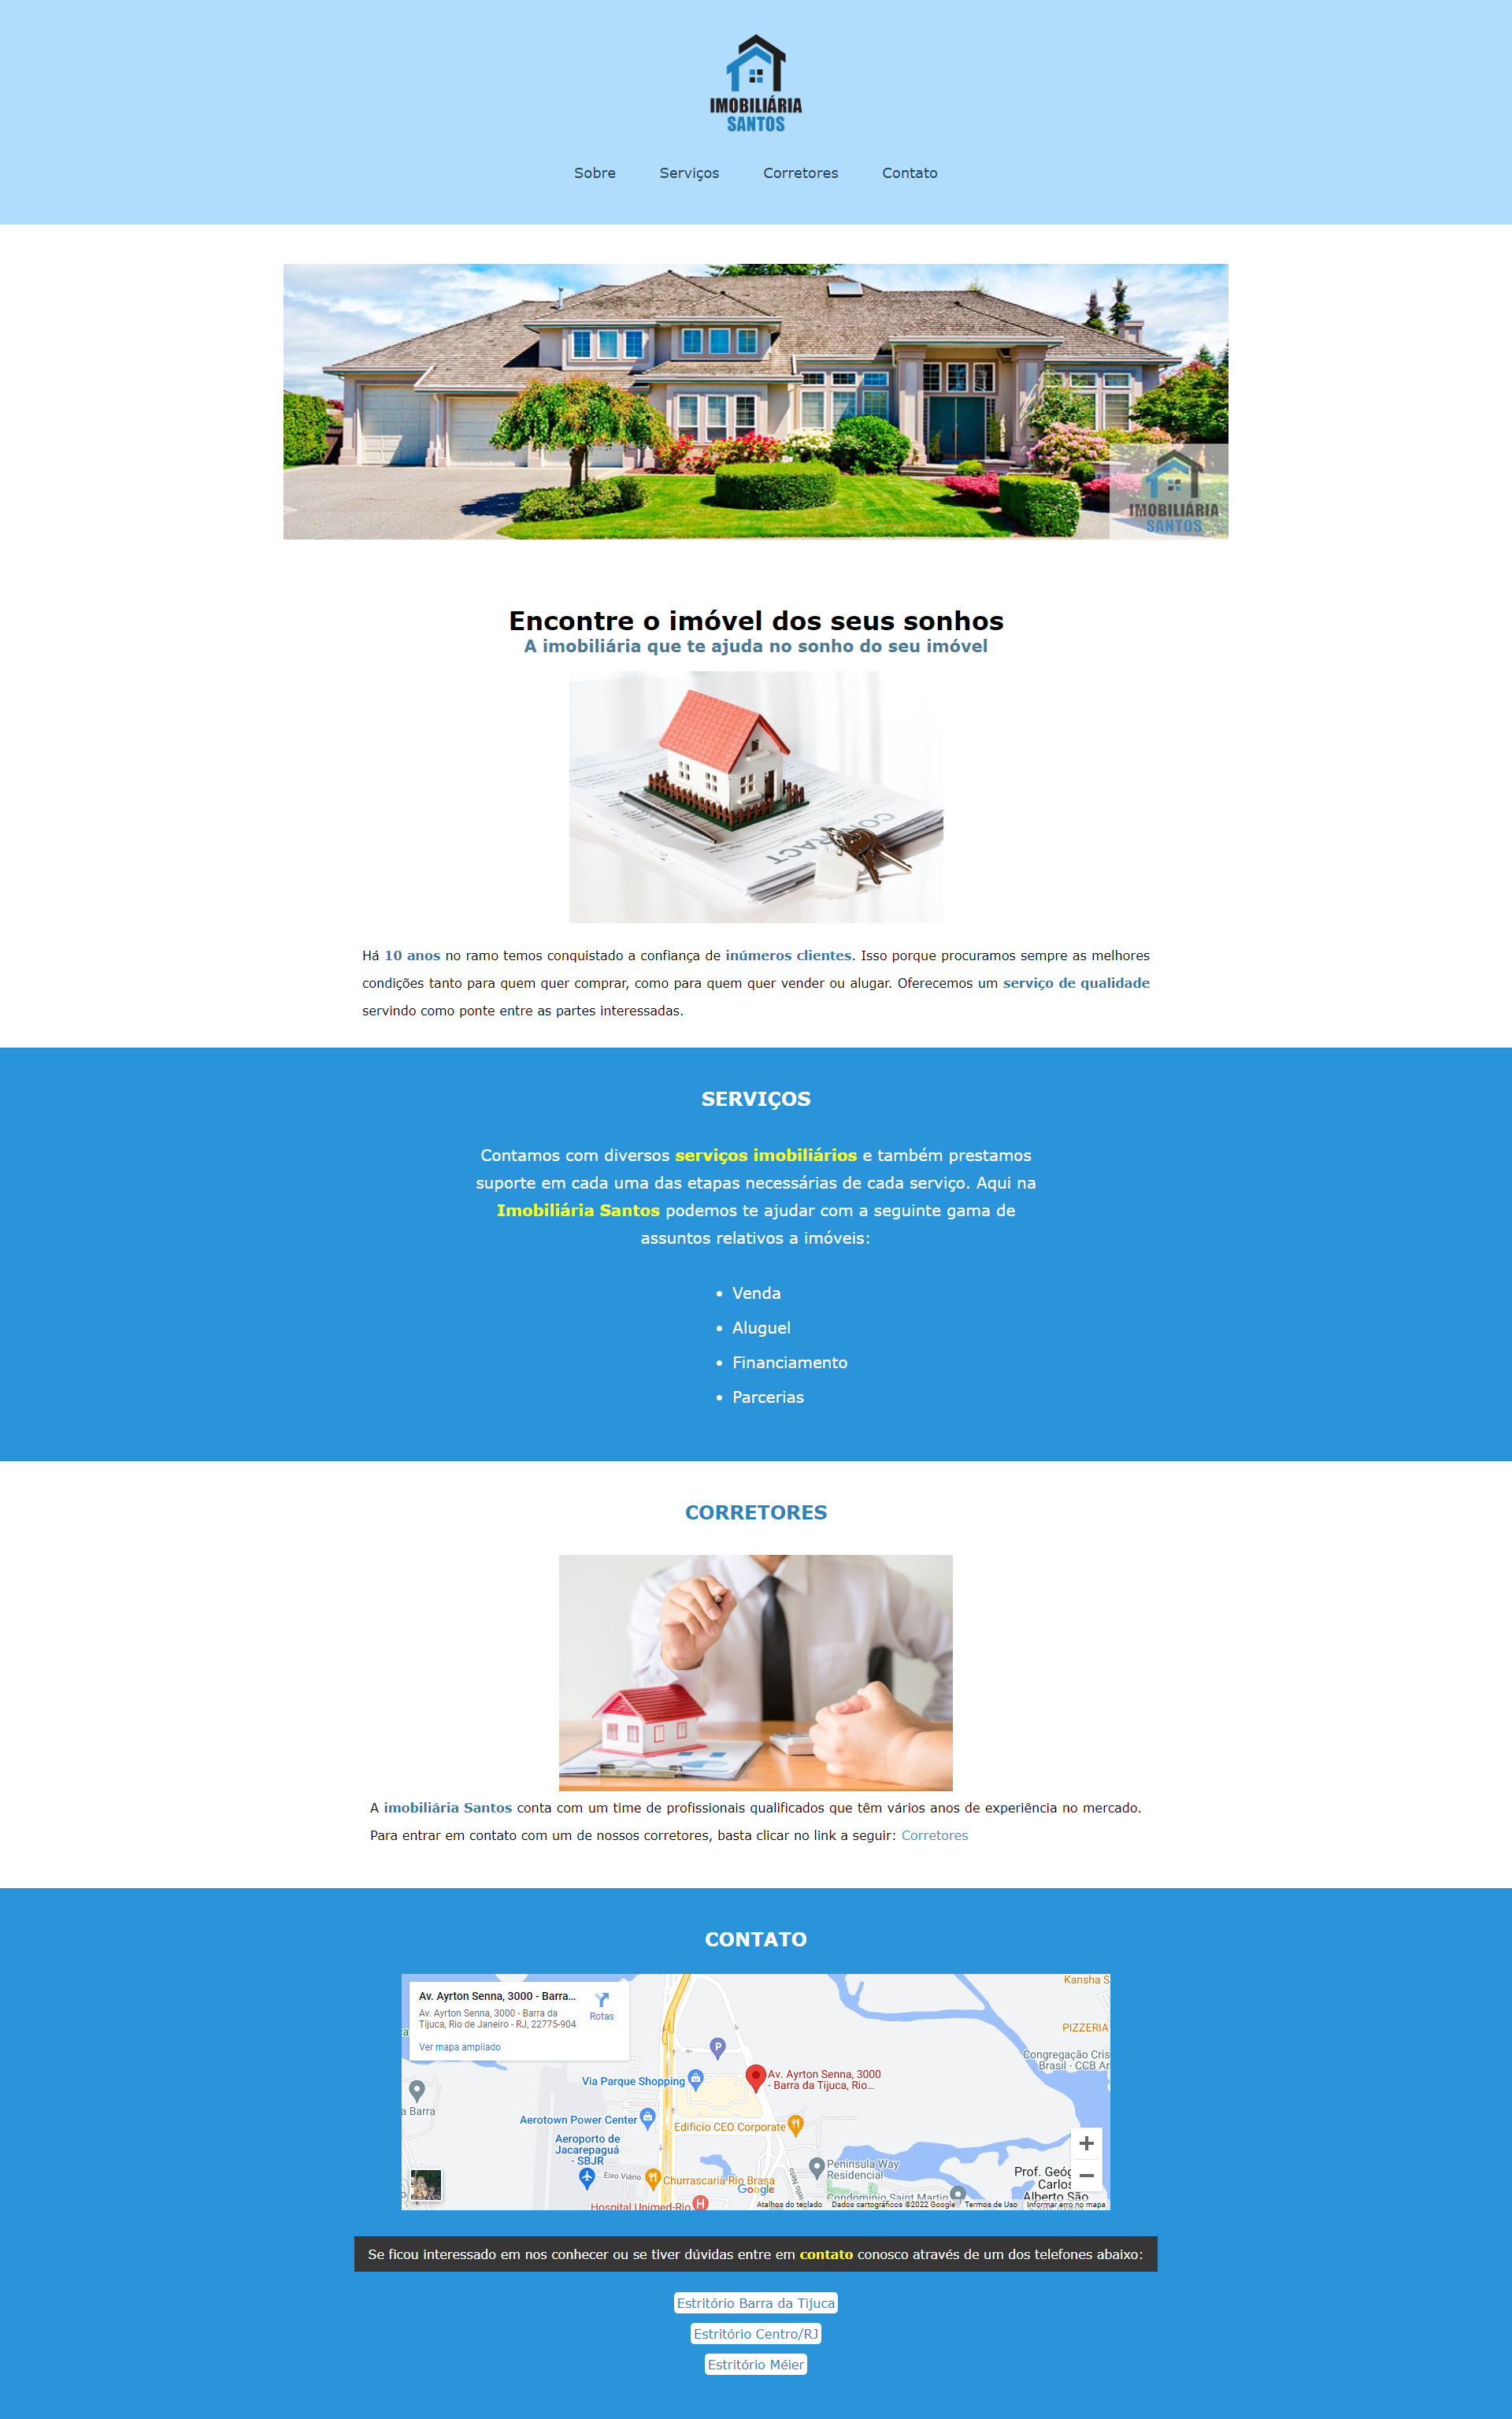 IMOBILIÁRIA
SANTOS
Sobre Serviços Corretores Contato
IMOBILIÁRIA
SANTOS
Encontre o imóvel dos seus sonhos
A imobiliária que te ajuda no sonho do seu imóvel
CONTRACT
Há 10 anos no ramo temos conquistado a confiança de inúmeros clientes. Isso porque procuramos sempre as melhores
condições tanto para quem quer comprar, como para quem quer vender ou alugar. Oferecemos um serviço de qualidade
servindo como ponte entre as partes interessadas.
SERVIÇOS
Contamos com diversos serviços imobiliários e também prestamos
suporte em cada uma das etapas necessárias de cada serviço. Aqui na
Imobiliária Santos podemos te ajudar com a seguinte gama de
assuntos relativos a imóveis:
• Venda
• Aluguel
• Financiamento
• Parcerias
CORRETORES
A imobiliária Santos conta com um time de profissionais qualificados que têm vários anos de experiência no mercado.
Para entrar em contato com um de nossos corretores, basta clicar no link a seguir: Corretores
CONTATO
Av. Ayrton Senna, 3000 - Barra...
Av. Ayrton Senna, 3000 - Barra da
Tijuca, Rio de Janeiro - RJ, 22775-904
Rotas
Ver mapa ampliado
Kansha S
PIZZERIA
Congregação Cris
Brasil - CCB Ar
P
Via Parque Shopping
Av. Ayrton Senna, 3000
- Barra da Tijuca, Rio...
a Barra
Aerotown Power Center
Edifício CEO Corporate
Aeroporto de
Jacarepaguá
- SBJR
Eixo Viário
Churrascaria Rio Brasa
Peninsula Way
Residencial
Prof. Geóg
Carlos
Alberto São
Condomínio Saint Martin
Hospital Unimed-Rio
H
Google
Atalhos do teclado Dados cartográficos ©2022 Google Termos de Uso Informar erro no mapa
Se ficou interessado em nos conhecer ou se tiver dúvidas entre em contato conosco através de um dos telefones abaixo:
Estritório Barra da Tijuca
Estritório Centro/RJ
Estritório Méier